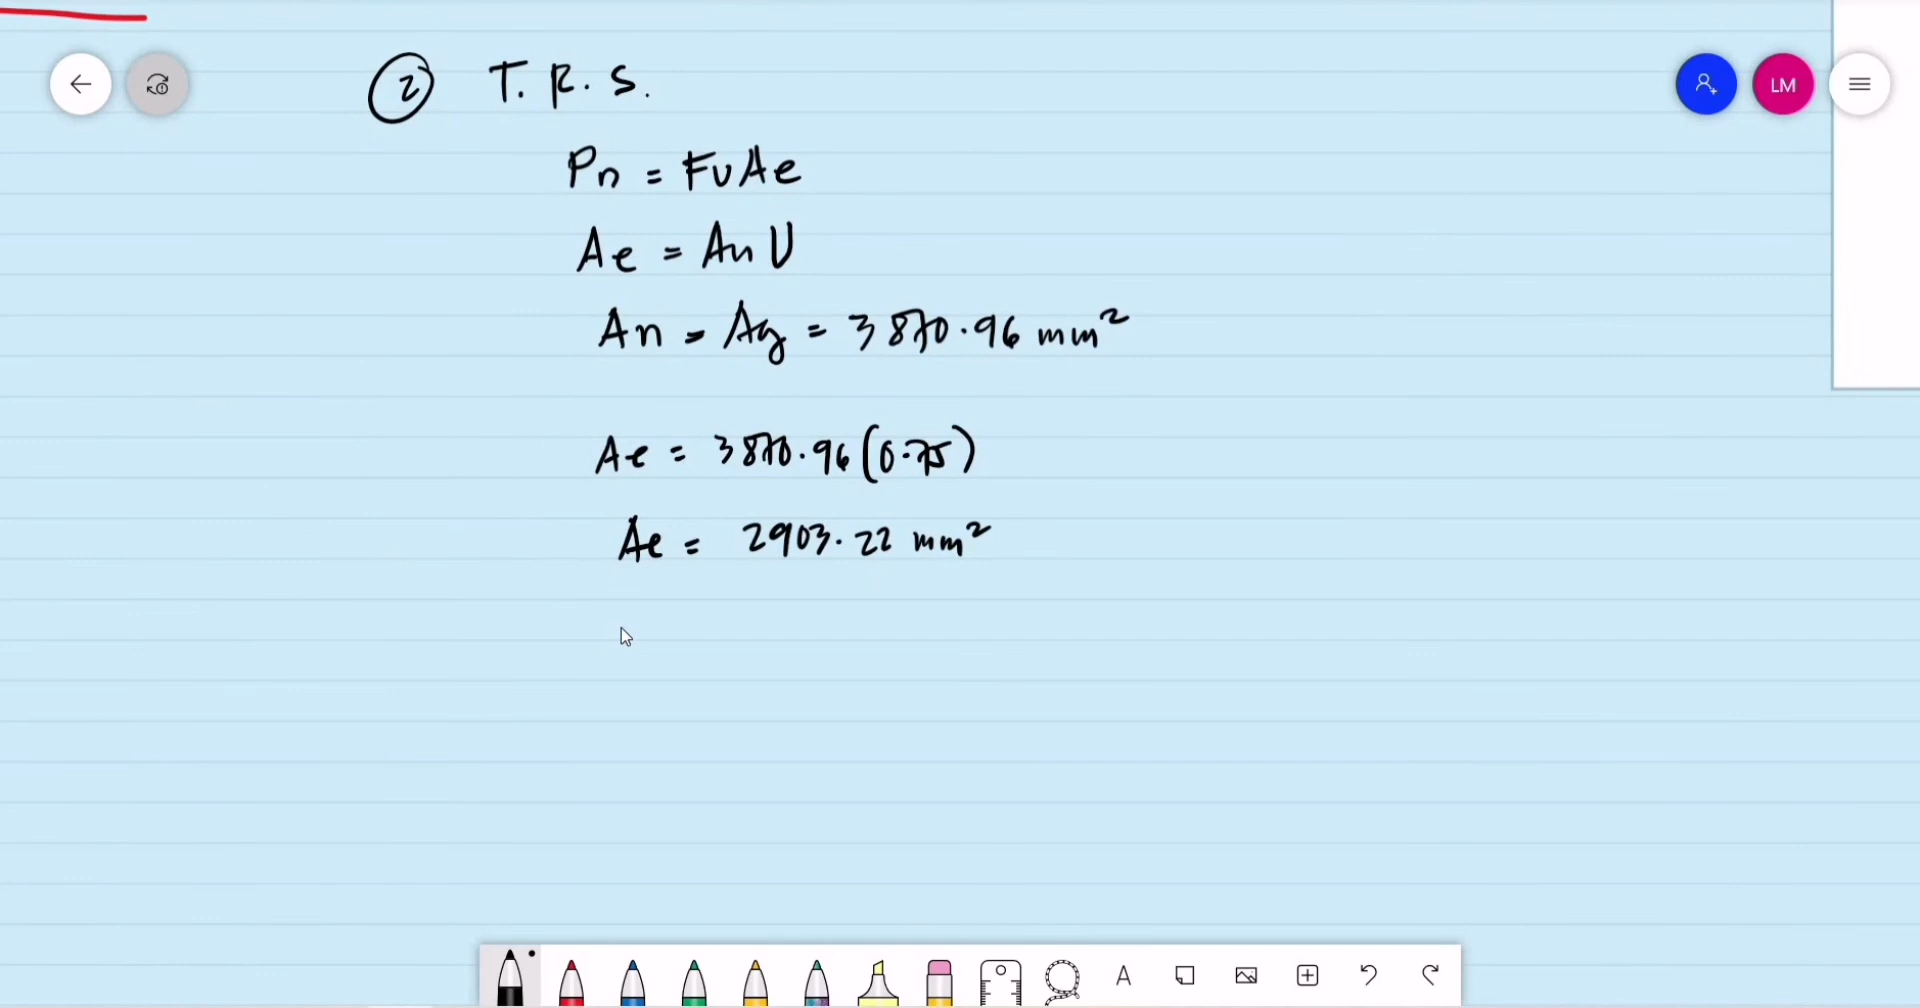 ② T. R. S.
LM
Pn = FuAe
Ae = An U
An = Ag = 3870.96 mm²
Ae = 3870.96 (0.75)
Ae = 2903.22 mm²
A